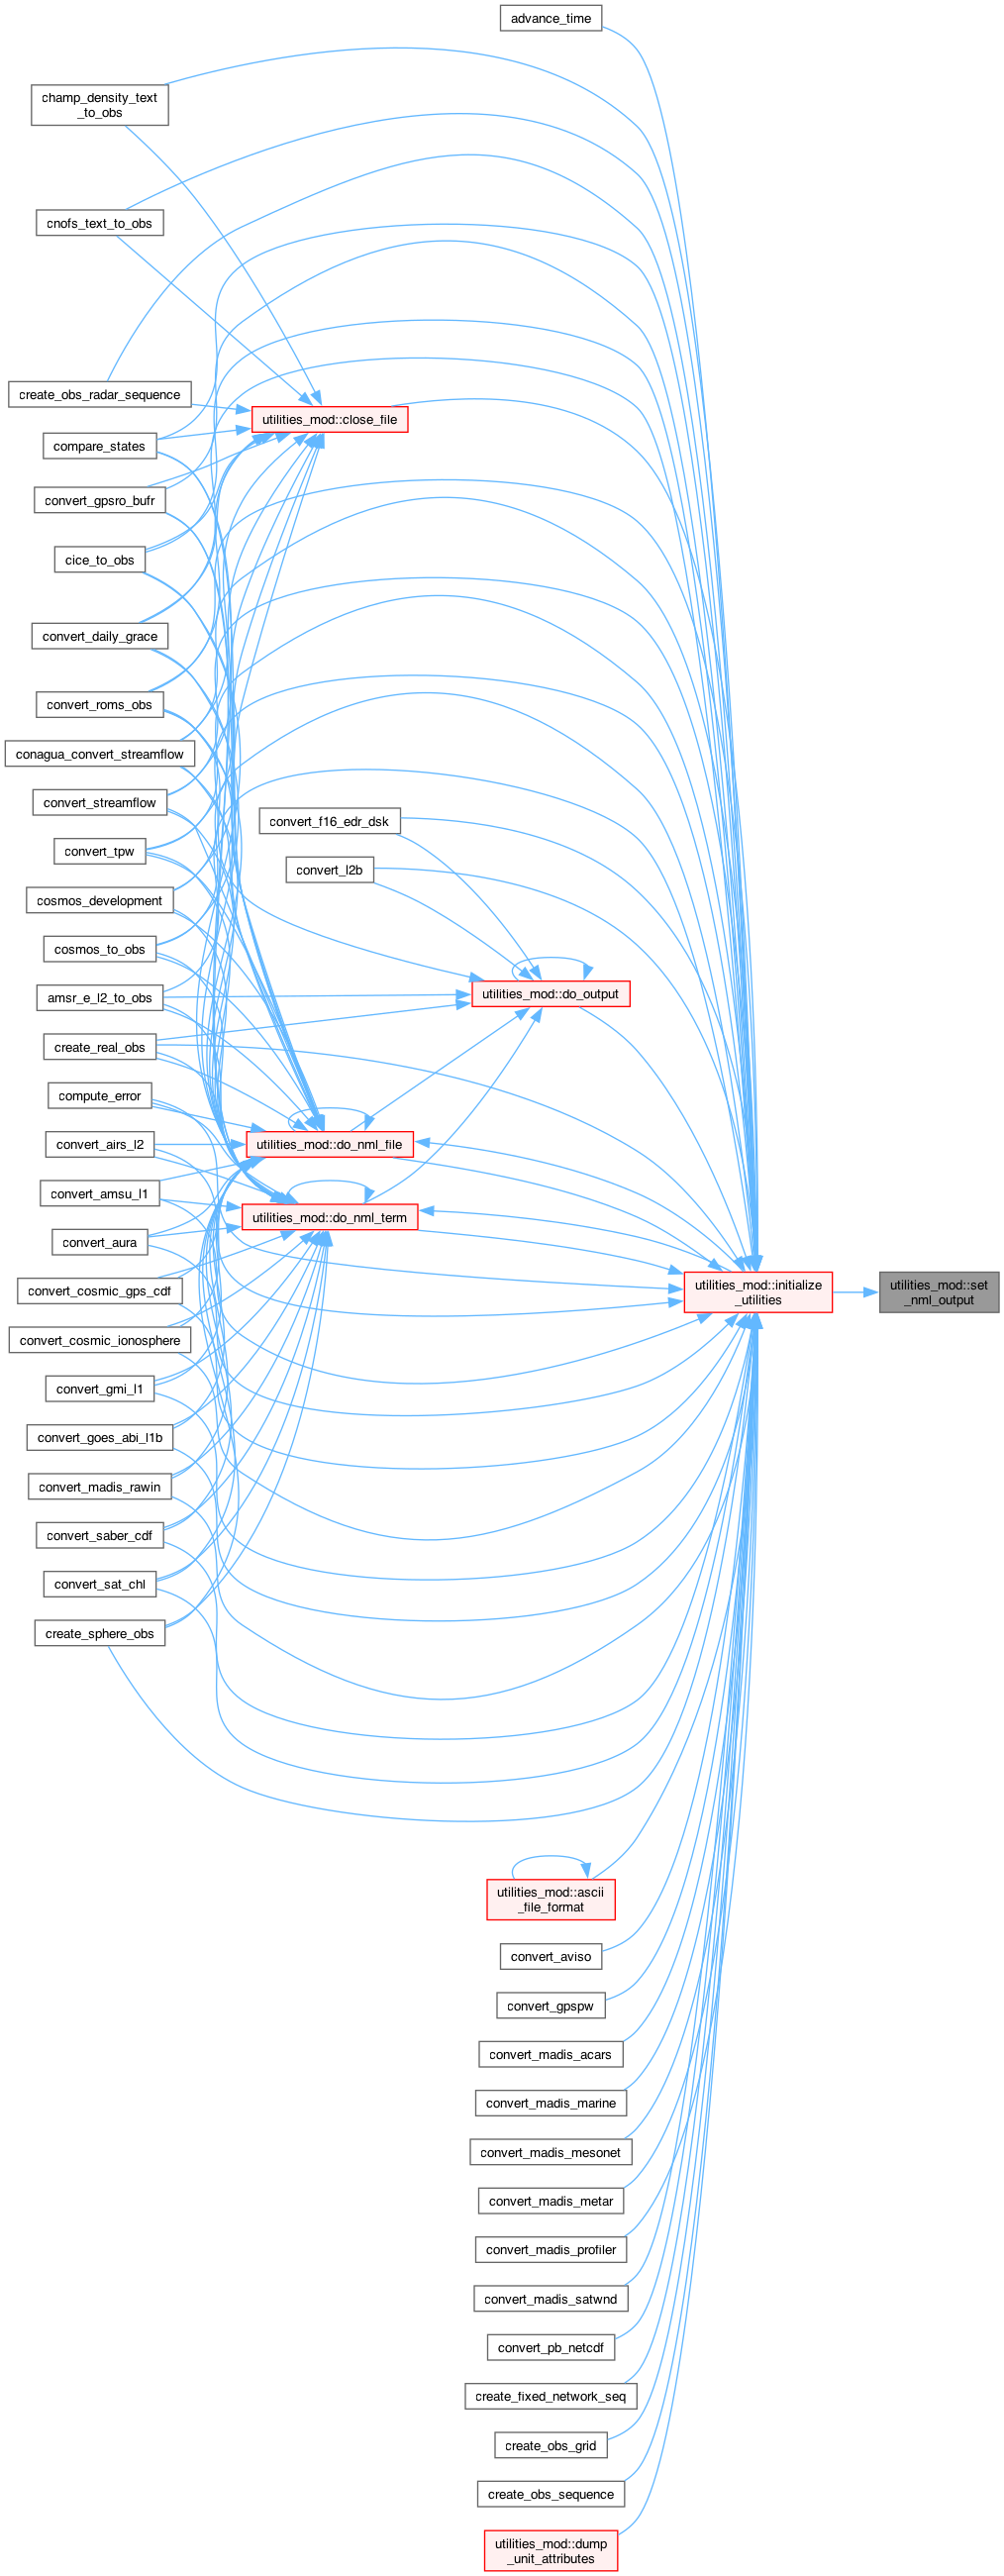 advance_time
champ_density_text
_to_obs
cnofs_text_to_obs
create_obs_radar_sequence
utilities_mod::close_file
compare_states
convert_gpsro_bufr
cice_to_obs
convert_daily_grace
convert_roms_obs
conagua_convert_streamflow
convert_streamflow
convert_f16_edr_dsk
convert_tpw
convert_l2b
cosmos_development
cosmos_to_obs
utilities_mod::do_output
amsr_e_l2_to_obs
create_real_obs
compute_error
convert_airs_l2
utilities_mod::do_nml_file
convert_amsu_l1
utilities_mod::do_nml_term
convert_aura
convert_cosmic_gps_cdf
utilities_mod::initialize
_utilities
utilities_mod::set
_nml_output
convert_cosmic_ionosphere
convert_gmi_l1
convert_goes_abi_l1b
convert_madis_rawin
convert_saber_cdf
convert_sat_chl
create_sphere_obs
utilities_mod::ascii
_file_format
convert_aviso
convert_gpspw
convert_madis_acars
convert_madis_marine
convert_madis_mesonet
convert_madis_metar
convert_madis_profiler
convert_madis_satwnd
convert_pb_netcdf
create_fixed_network_seq
create_obs_grid
create_obs_sequence
utilities_mod::dump
_unit_attributes